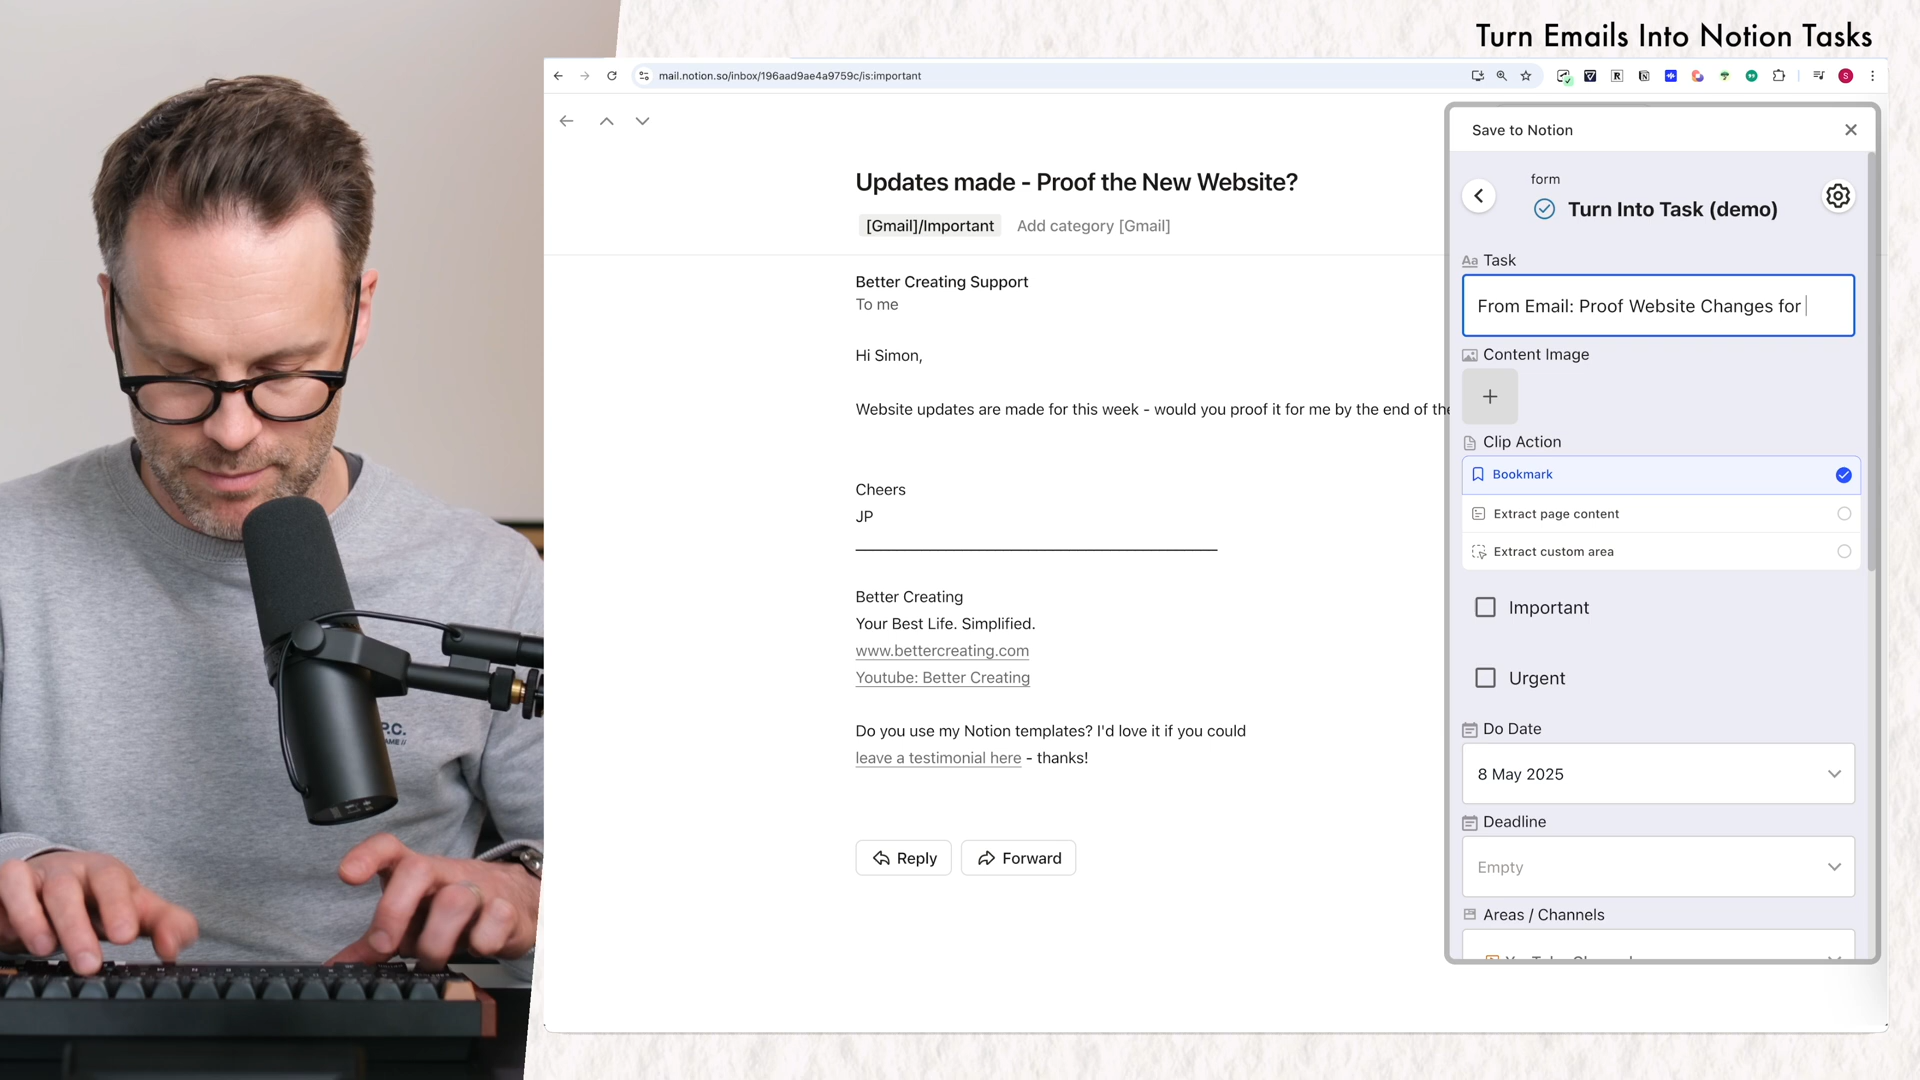 Turn Emails Into Notion Tasks
mail.notion.so/inbox/196aad9ae4a9759c/is:important
Save to Notion
form
Turn Into Task (demo)
Updates made - Proof the New Website?
[Gmail]/Important
Add category [Gmail]
Better Creating Support
To me
Hi Simon,
Website updates are made for this week - would you proof it for me by the end of the
Cheers
JP
Better Creating
Your Best Life. Simplified.
www.bettercreating.com
Youtube: Better Creating
Do you use my Notion templates? I'd love it if you could
leave a testimonial here - thanks!
Reply
Forward
Aa Task
From Email: Proof Website Changes for
Content Image
Clip Action
Bookmark
Extract page content
Extract custom area
Important
Urgent
Do Date
8 May 2025
Deadline
Empty
Areas / Channels